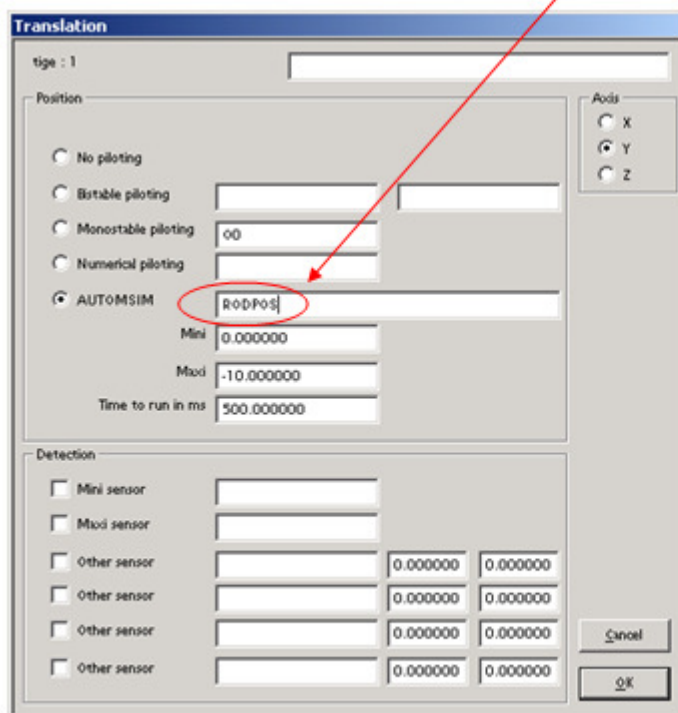 Translation
tige : 1
Position
Axis
X
No piloting
Y
Bistable piloting
Z
Monostable piloting O0
Numerical piloting
AUTOMSIM RODPOS
Mini 0.000000
Maxi -10.000000
Time to run in ms 500.000000
Detection
Mini sensor
Maxi sensor
Other sensor 0.000000 0.000000
Other sensor 0.000000 0.000000
Other sensor 0.000000 0.000000
Cancel
Other sensor 0.000000 0.000000
OK